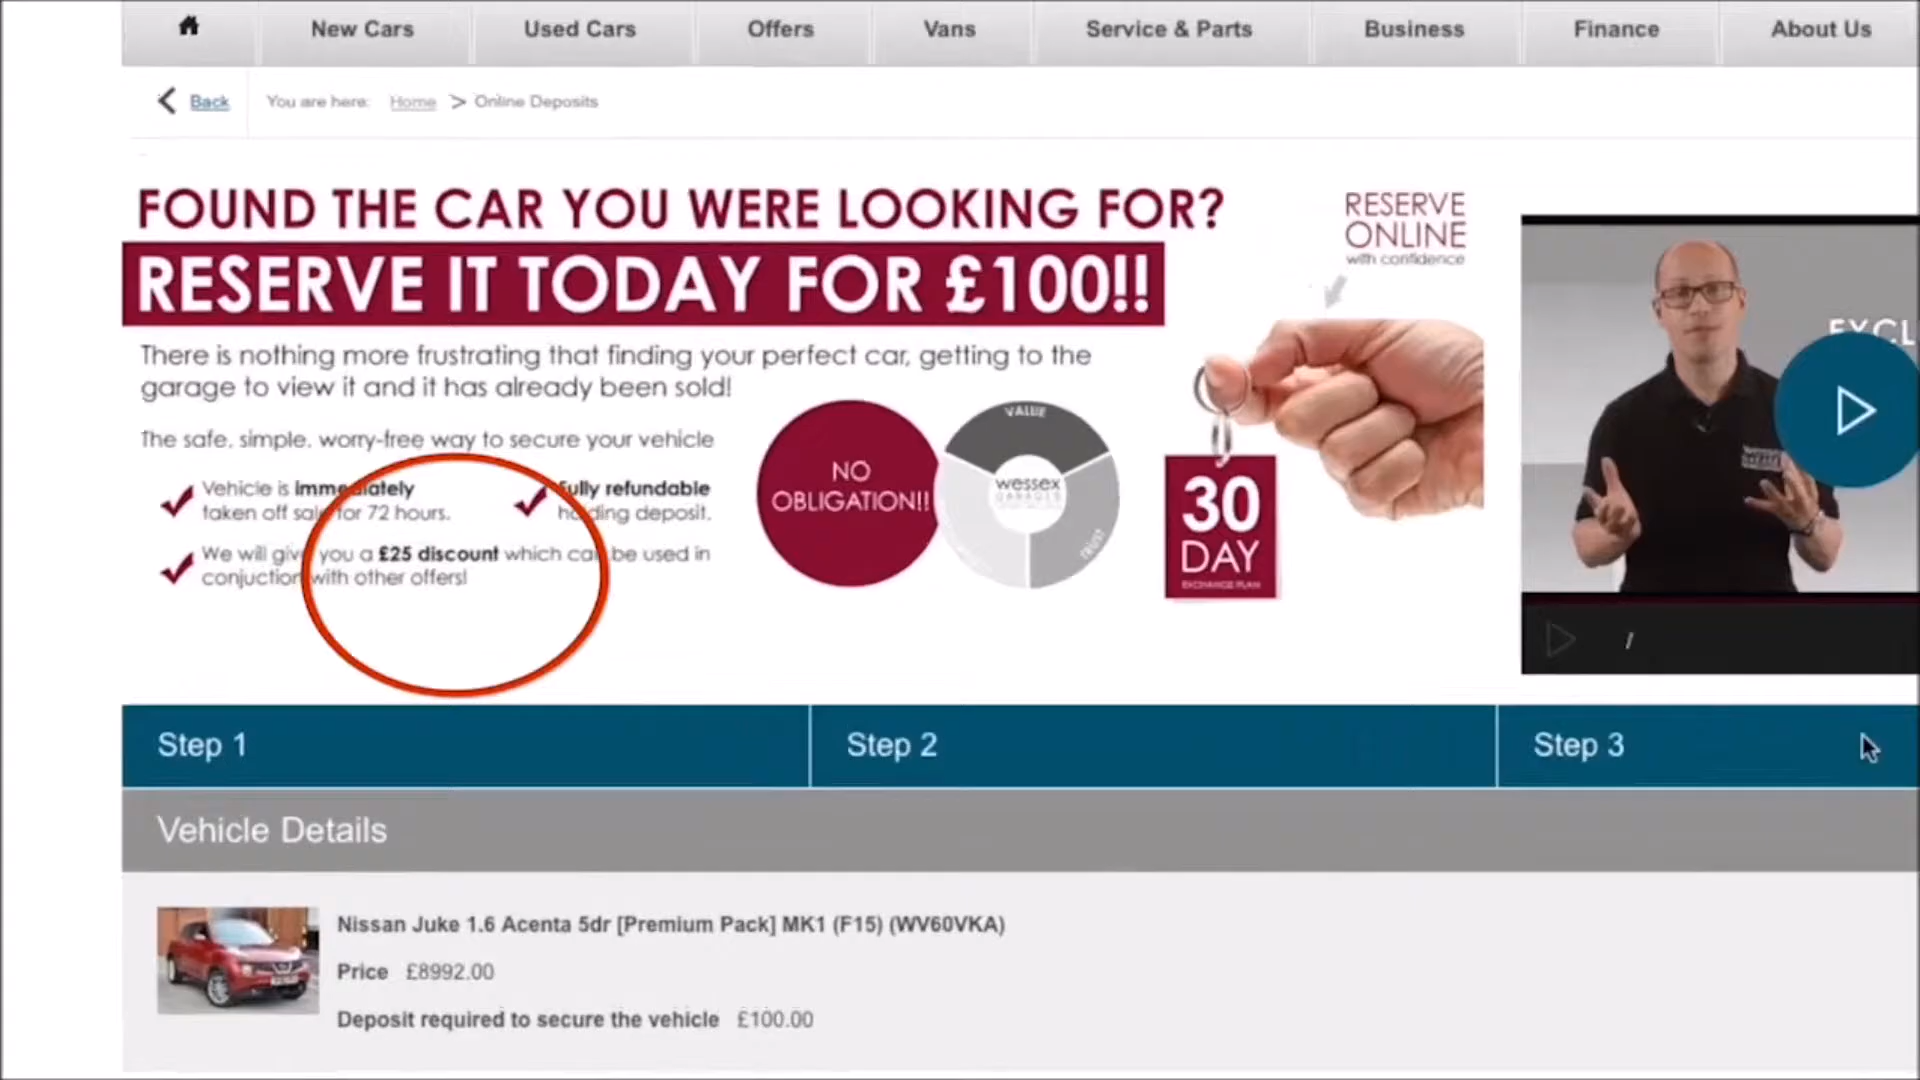 New Cars
Used Cars
Offers
Vans
Service & Parts
Business
Finance
About Us
Back
You are here:
Home
>
Online Deposits
FOUND THE CAR YOU WERE LOOKING FOR?
RESERVE IT TODAY FOR £100!!
There is nothing more frustrating that finding your perfect car, getting to the
garage to view it and it has already been sold!
The safe, simple, worry-free way to secure your vehicle
Vehicle is immediately
taken off sale for 72 hours.
fully refundable
holding deposit.
We will give you a £25 discount which can be used in
conjuction with other offers!
NO
OBLIGATION!!
VALUE
wessex
GARAGES
TRUST
RESERVE
ONLINE
with confidence
30
DAY
EXCHANGE PLAN
EXCL
/
Step 1
Step 2
Step 3
Vehicle Details
Nissan Juke 1.6 Acenta 5dr [Premium Pack] MK1 (F15) (WV60VKA)
Price £8992.00
Deposit required to secure the vehicle £100.00